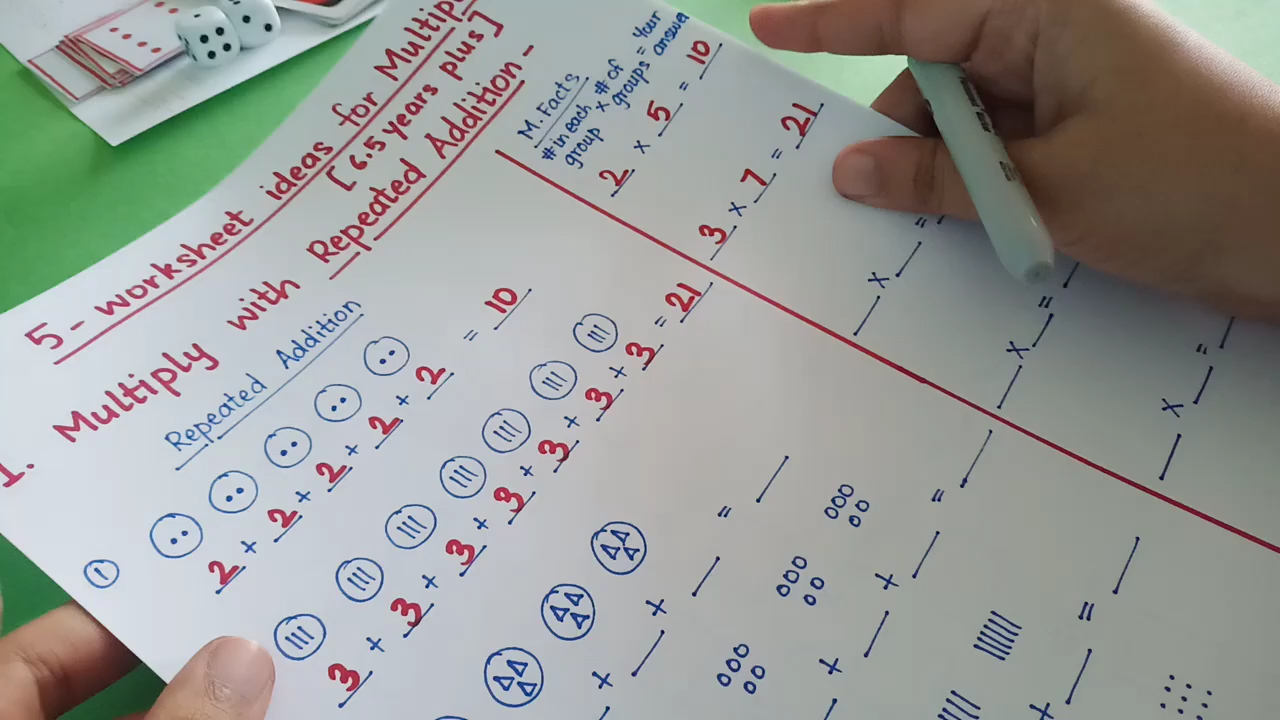 5 - worksheet ideas for Multip
[ 6.5 years plus ]
1. Multiply with Repeated Addition -
Repeated Addition
1
2 + 2 + 2 + 2 + 2 = 10
3 + 3 + 3 + 3 + 3 + 3 + 3 = 21
+ + =
+ + =
+ =
M. Facts
# in each group x # of groups = Your answer
2 x 5 = 10
3 x 7 = 21
x =
x =
x =